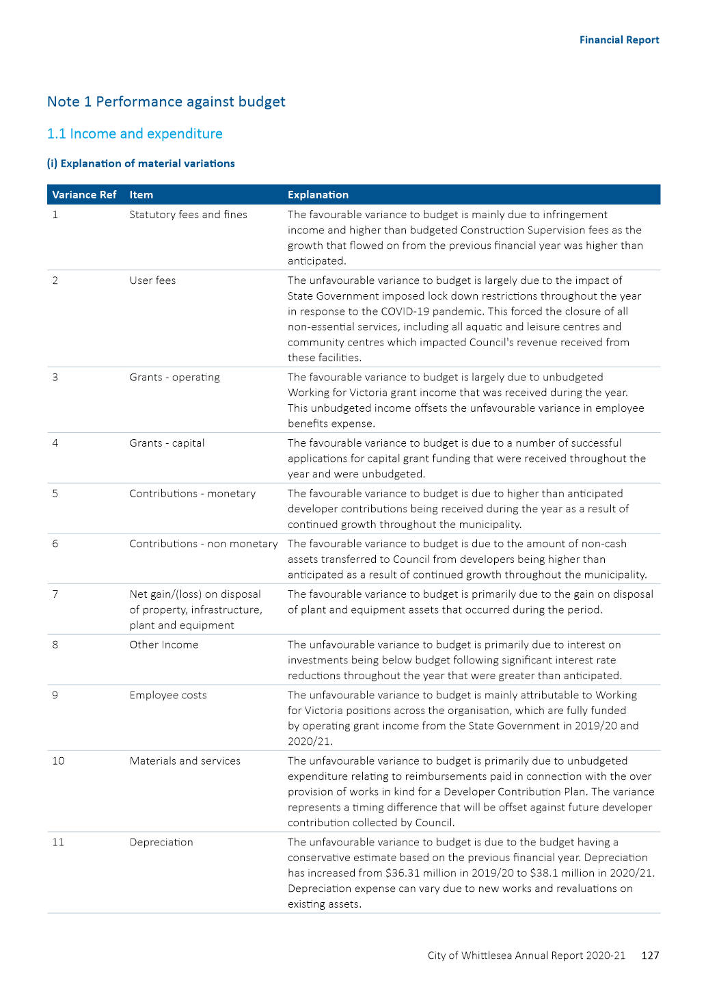 Financial Report
Note 1 Performance against budget
1.1 Income and expenditure
(i) Explanation of material variations
Variance Ref Item Explanation
1 Statutory fees and fines The favourable variance to budget is mainly due to infringement
income and higher than budgeted Construction Supervision fees as the
growth that flowed on from the previous financial year was higher than
anticipated.
2 User fees The unfavourable variance to budget is largely due to the impact of
State Government imposed lock down restrictions throughout the year
in response to the COVID-19 pandemic. This forced the closure of all
non-essential services, including all aquatic and leisure centres and
community centres which impacted Council's revenue received from
these facilities.
3 Grants - operating The favourable variance to budget is largely due to unbudgeted
Working for Victoria grant income that was received during the year.
This unbudgeted income offsets the unfavourable variance in employee
benefits expense.
4 Grants - capital The favourable variance to budget is due to a number of successful
applications for capital grant funding that were received throughout the
year and were unbudgeted.
5 Contributions - monetary The favourable variance to budget is due to higher than anticipated
developer contributions being received during the year as a result of
continued growth throughout the municipality.
6 Contributions - non monetary The favourable variance to budget is due to the amount of non-cash
assets transferred to Council from developers being higher than
anticipated as a result of continued growth throughout the municipality.
7 Net gain/(loss) on disposal The favourable variance to budget is primarily due to the gain on disposal
of property, infrastructure, of plant and equipment assets that occurred during the period.
plant and equipment
8 Other Income The unfavourable variance to budget is primarily due to interest on
investments being below budget following significant interest rate
reductions throughout the year that were greater than anticipated.
9 Employee costs The unfavourable variance to budget is mainly attributable to Working
for Victoria positions across the organisation, which are fully funded
by operating grant income from the State Government in 2019/20 and
2020/21.
10 Materials and services The unfavourable variance to budget is primarily due to unbudgeted
expenditure relating to reimbursements paid in connection with the over
provision of works in kind for a Developer Contribution Plan. The variance
represents a timing difference that will be offset against future developer
contribution collected by Council.
11 Depreciation The unfavourable variance to budget is due to the budget having a
conservative estimate based on the previous financial year. Depreciation
has increased from $36.31 million in 2019/20 to $38.1 million in 2020/21.
Depreciation expense can vary due to new works and revaluations on
existing assets.
City of Whittlesea Annual Report 2020-21 127